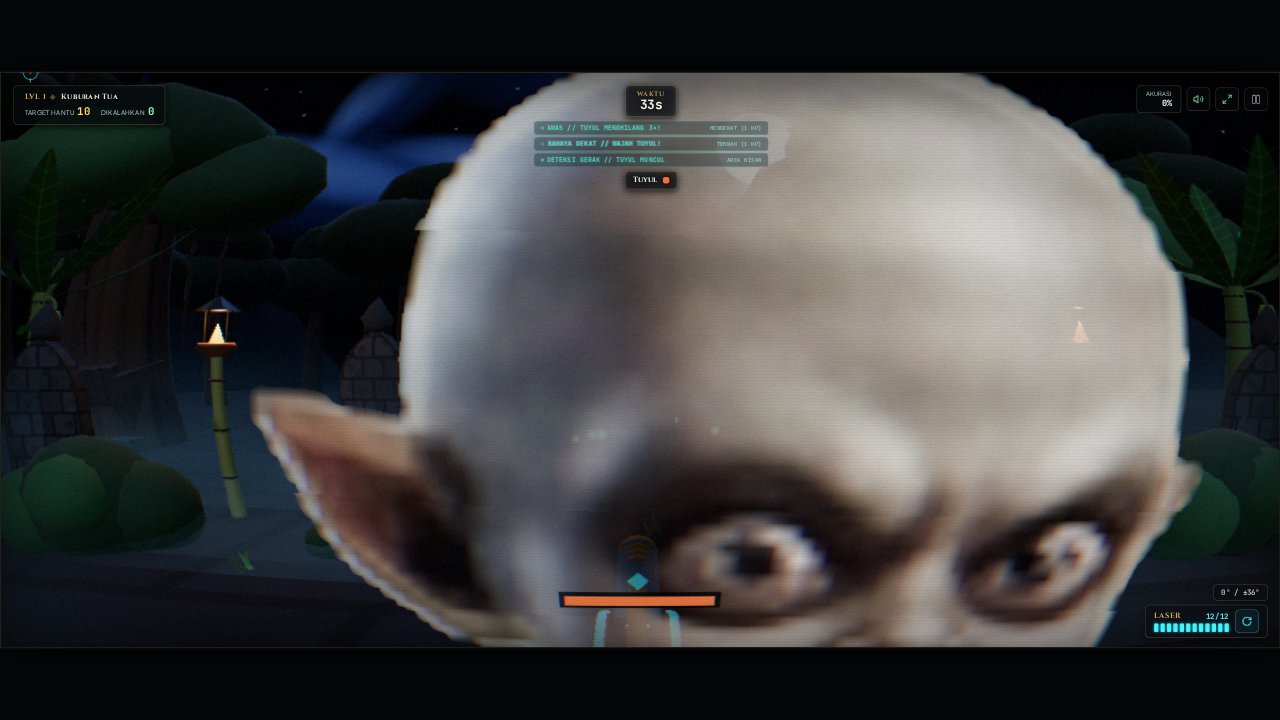 LVL 1 ◆ KUBURAN TUA
TARGET HANTU 10 DIKALAHKAN 0
WAKTU
33s
AWAS // TUYUL MENGHILANG 3×! MENDEKAT (1 HP)
BAHAYA DEKAT // WAJAH TUYUL! TEMBAK (1 HP)
DETEKSI GERAK // TUYUL MUNCUL AREA NISAN
TUYUL
AKURASI
0%
0° / ±36°
LASER 12/12